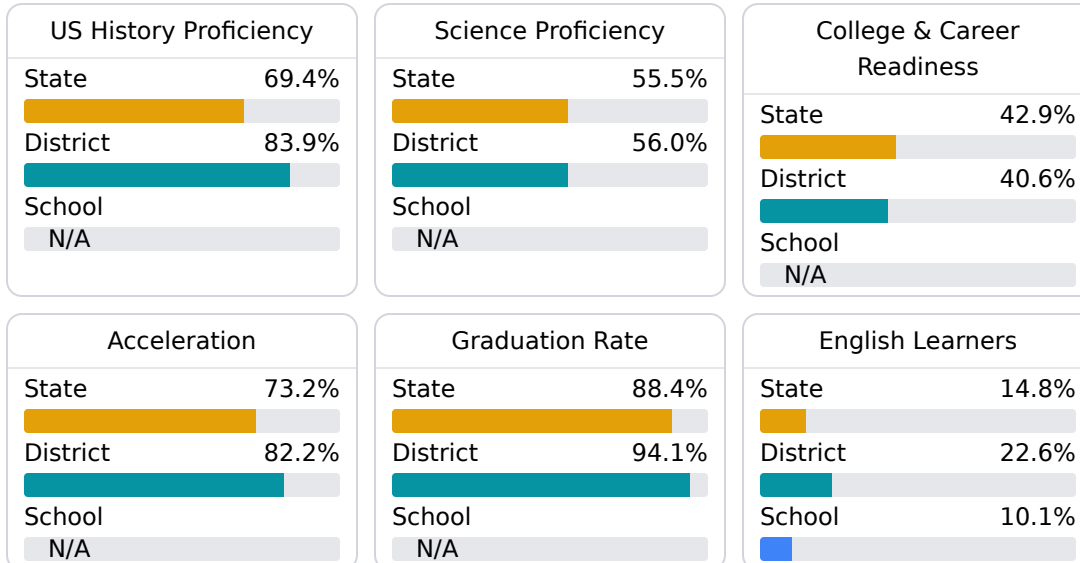 US History Proficiency
State 69.4%
District 83.9%
School
N/A
Science Proficiency
State 55.5%
District 56.0%
School
N/A
College & Career
Readiness
State 42.9%
District 40.6%
School
N/A
Acceleration
State 73.2%
District 82.2%
School
N/A
Graduation Rate
State 88.4%
District 94.1%
School
N/A
English Learners
State 14.8%
District 22.6%
School 10.1%